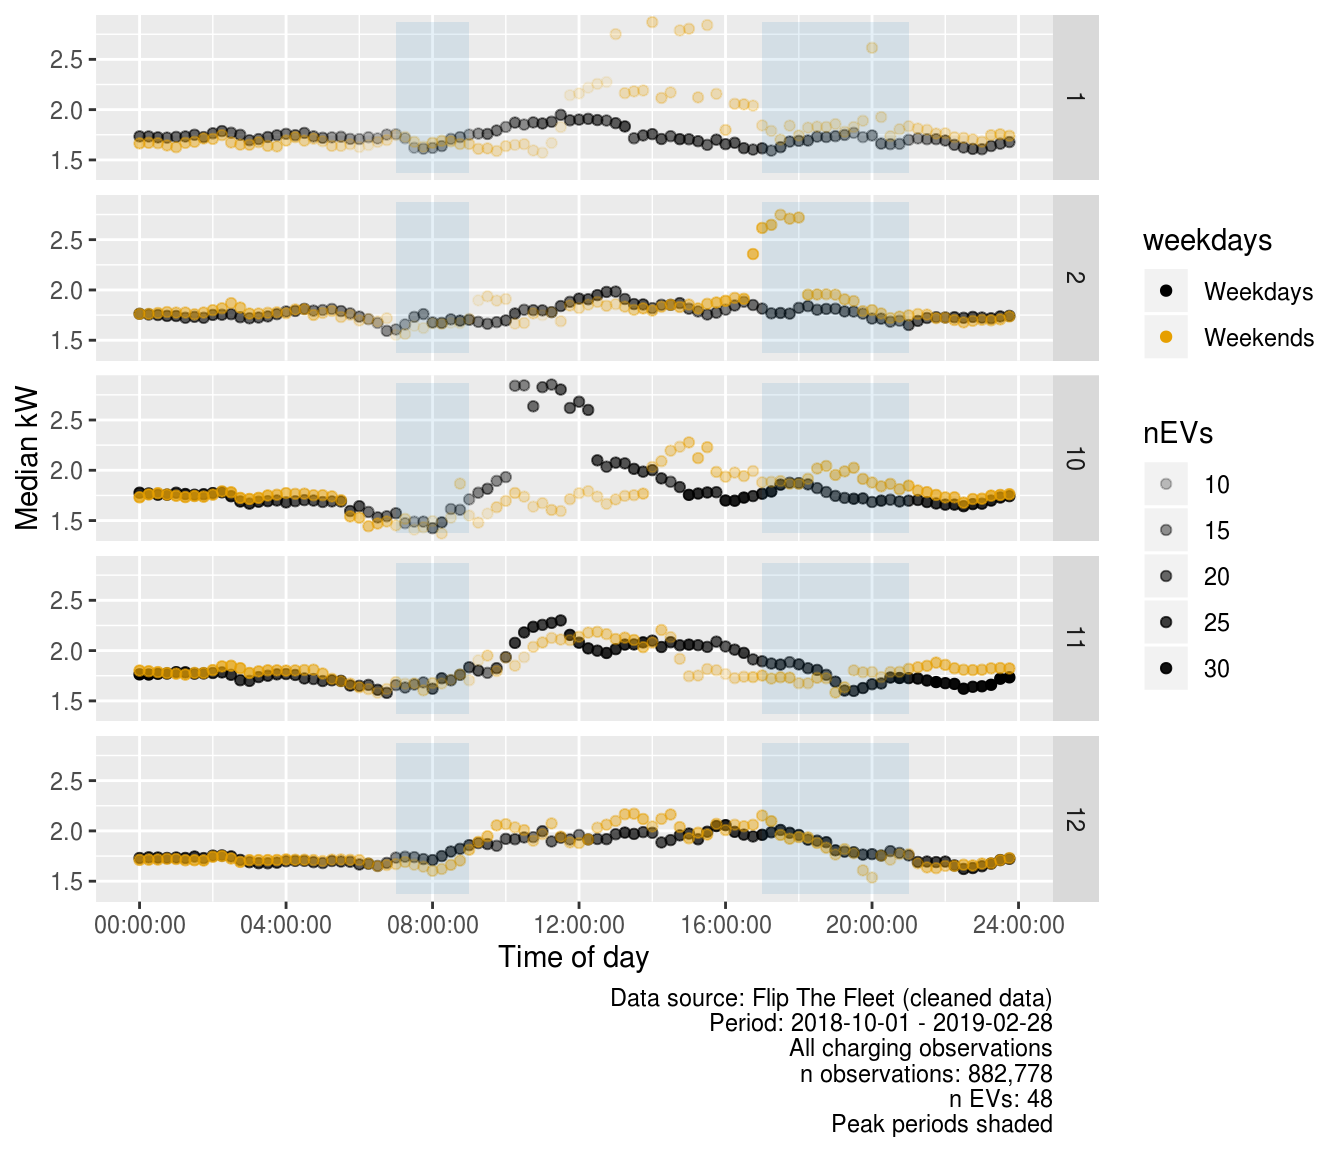 Median kW
2.5
2.0
1.5
1
2.5
2.0
1.5
2
2.5
2.0
1.5
10
2.5
2.0
1.5
11
2.5
2.0
1.5
12
00:00:00 04:00:00 08:00:00 12:00:00 16:00:00 20:00:00 24:00:00
Time of day
weekdays
Weekdays
Weekends
nEVs
10
15
20
25
30
Data source: Flip The Fleet (cleaned data)
Period: 2018-10-01 - 2019-02-28
All charging observations
n observations: 882,778
n EVs: 48
Peak periods shaded